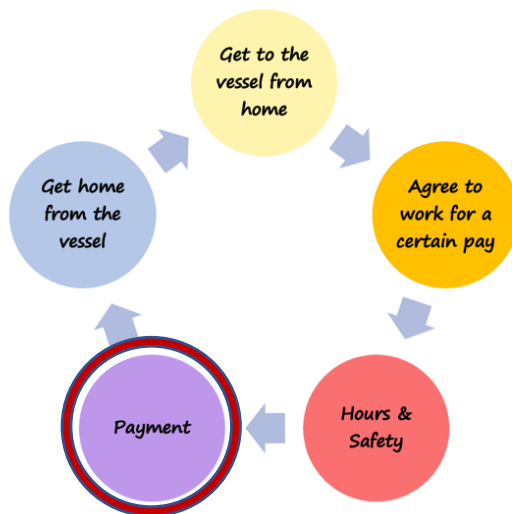 Get to the
vessel from
home
Agree to
work for a
certain pay
Hours &
Safety
Payment
Get home
from the
vessel